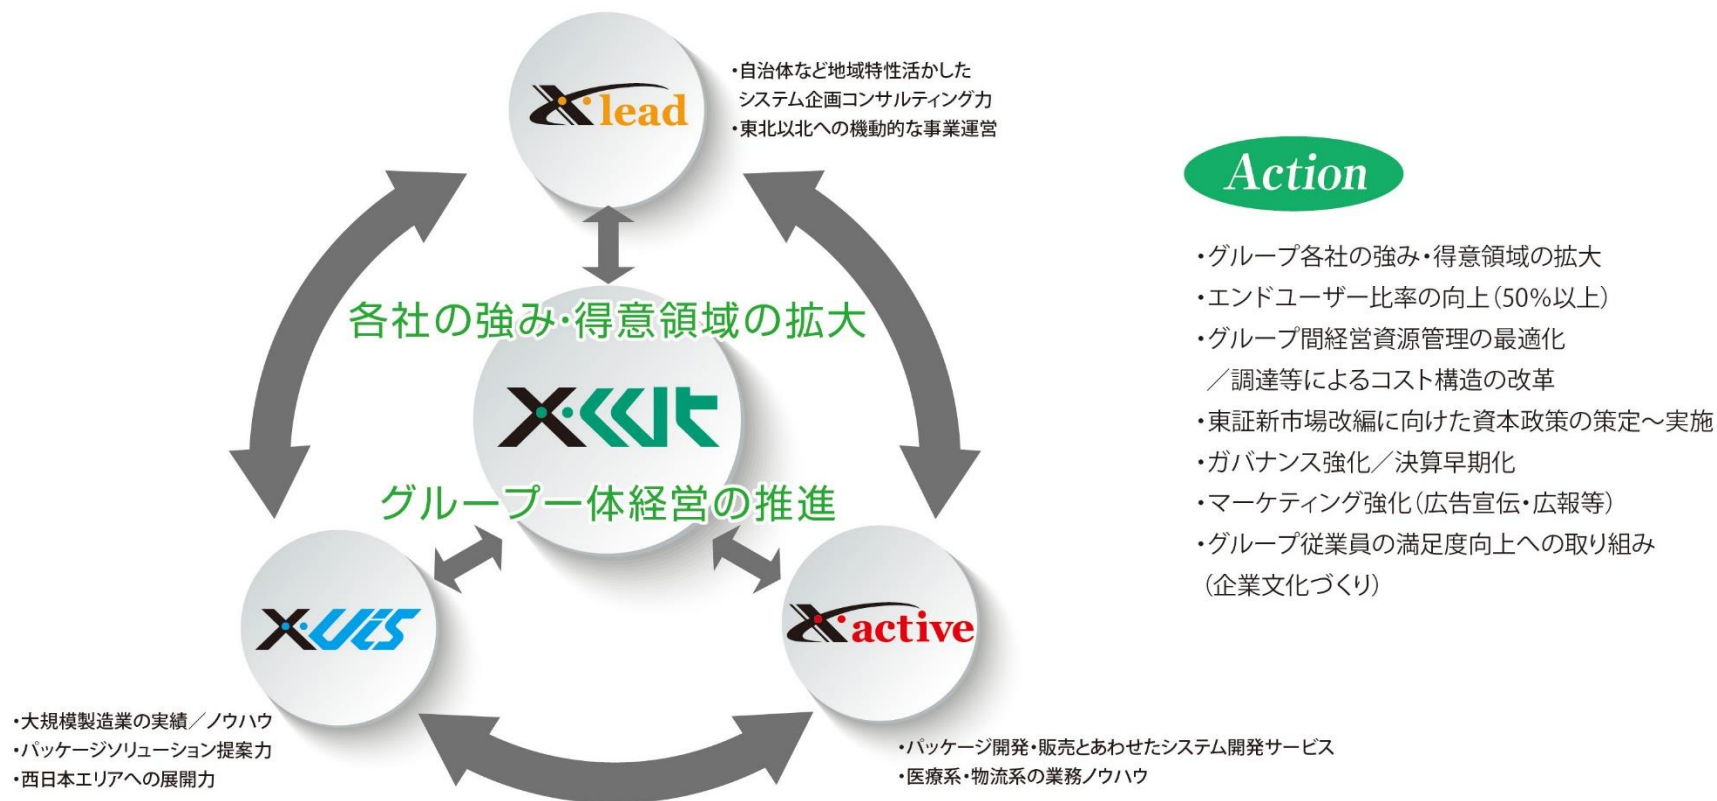 X・lead
・自治体など地域特性活かした
システム企画コンサルティング力
・東北以北への機動的な事業運営
各社の強み・得意領域の拡大
グループ一体経営の推進
X・UiS
・大規模製造業の実績／ノウハウ
・パッケージソリューション提案力
・西日本エリアへの展開力
X・active
・パッケージ開発・販売とあわせたシステム開発サービス
・医療系・物流系の業務ノウハウ
Action
・グループ各社の強み・得意領域の拡大
・エンドユーザー比率の向上（50％以上）
・グループ間経営資源管理の最適化
／調達等によるコスト構造の改革
・東証新市場改編に向けた資本政策の策定～実施
・ガバナンス強化／決算早期化
・マーケティング強化（広告宣伝・広報等）
・グループ従業員の満足度向上への取り組み
（企業文化づくり）